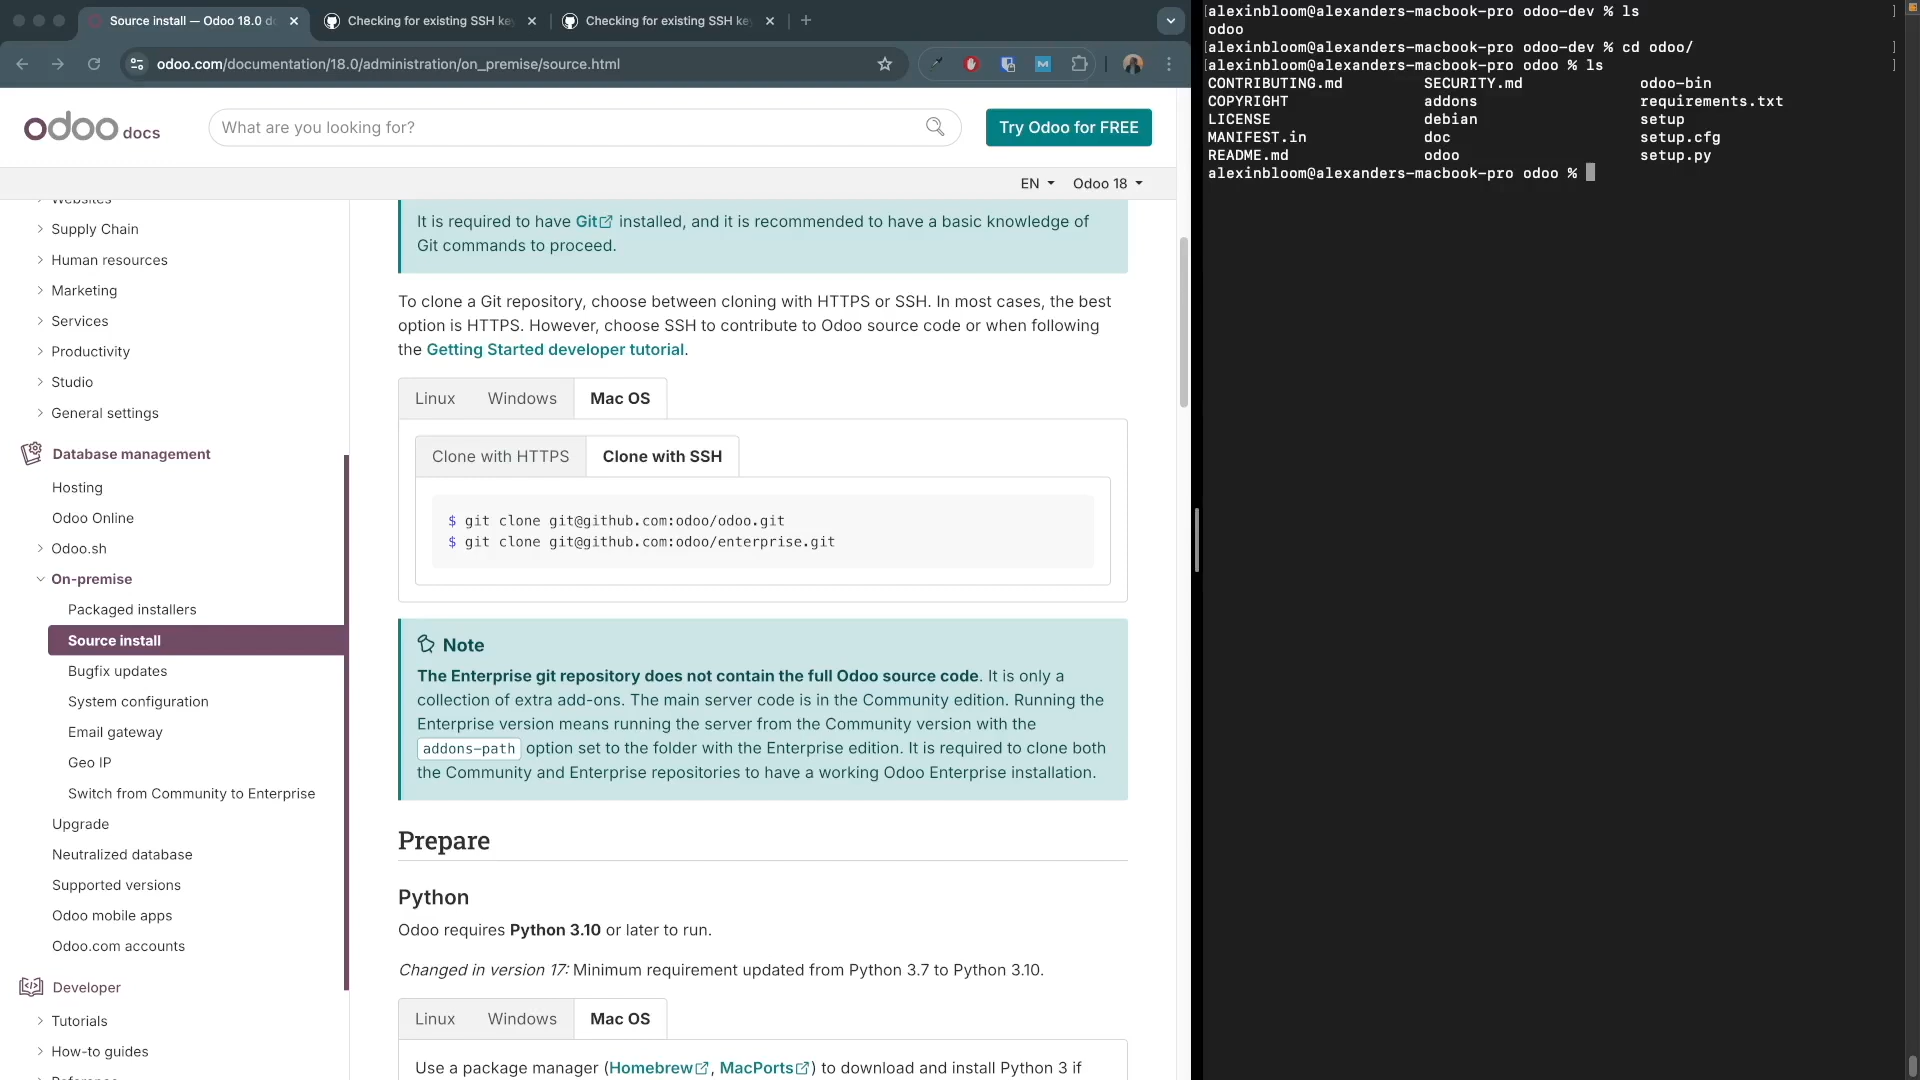 Source install — Odoo 18.0 do
Checking for existing SSH ke
Checking for existing SSH ke
odoo.com/documentation/18.0/administration/on_premise/source.html
odoo docs
What are you looking for?
Try Odoo for FREE
EN
Odoo 18
Websites
Supply Chain
Human resources
Marketing
Services
Productivity
Studio
General settings
Database management
Hosting
Odoo Online
Odoo.sh
On-premise
Packaged installers
Source install
Bugfix updates
System configuration
Email gateway
Geo IP
Switch from Community to Enterprise
Upgrade
Neutralized database
Supported versions
Odoo mobile apps
Odoo.com accounts
Developer
Tutorials
How-to guides
It is required to have Git installed, and it is recommended to have a basic knowledge of
Git commands to proceed.
To clone a Git repository, choose between cloning with HTTPS or SSH. In most cases, the best
option is HTTPS. However, choose SSH to contribute to Odoo source code or when following
the Getting Started developer tutorial.
Linux Windows Mac OS
Clone with HTTPS Clone with SSH
$ git clone git@github.com:odoo/odoo.git
$ git clone git@github.com:odoo/enterprise.git
Note
The Enterprise git repository does not contain the full Odoo source code. It is only a
collection of extra add-ons. The main server code is in the Community edition. Running the
Enterprise version means running the server from the Community version with the
addons-path option set to the folder with the Enterprise edition. It is required to clone both
the Community and Enterprise repositories to have a working Odoo Enterprise installation.
Prepare
Python
Odoo requires Python 3.10 or later to run.
Changed in version 17: Minimum requirement updated from Python 3.7 to Python 3.10.
Linux Windows Mac OS
Use a package manager (Homebrew, MacPorts) to download and install Python 3 if
[alexinbloom@alexanders-macbook-pro odoo-dev % ls ]
odoo
[alexinbloom@alexanders-macbook-pro odoo-dev % cd odoo/ ]
[alexinbloom@alexanders-macbook-pro odoo % ls ]
CONTRIBUTING.md SECURITY.md odoo-bin
COPYRIGHT addons requirements.txt
LICENSE debian setup
MANIFEST.in doc setup.cfg
README.md odoo setup.py
alexinbloom@alexanders-macbook-pro odoo %